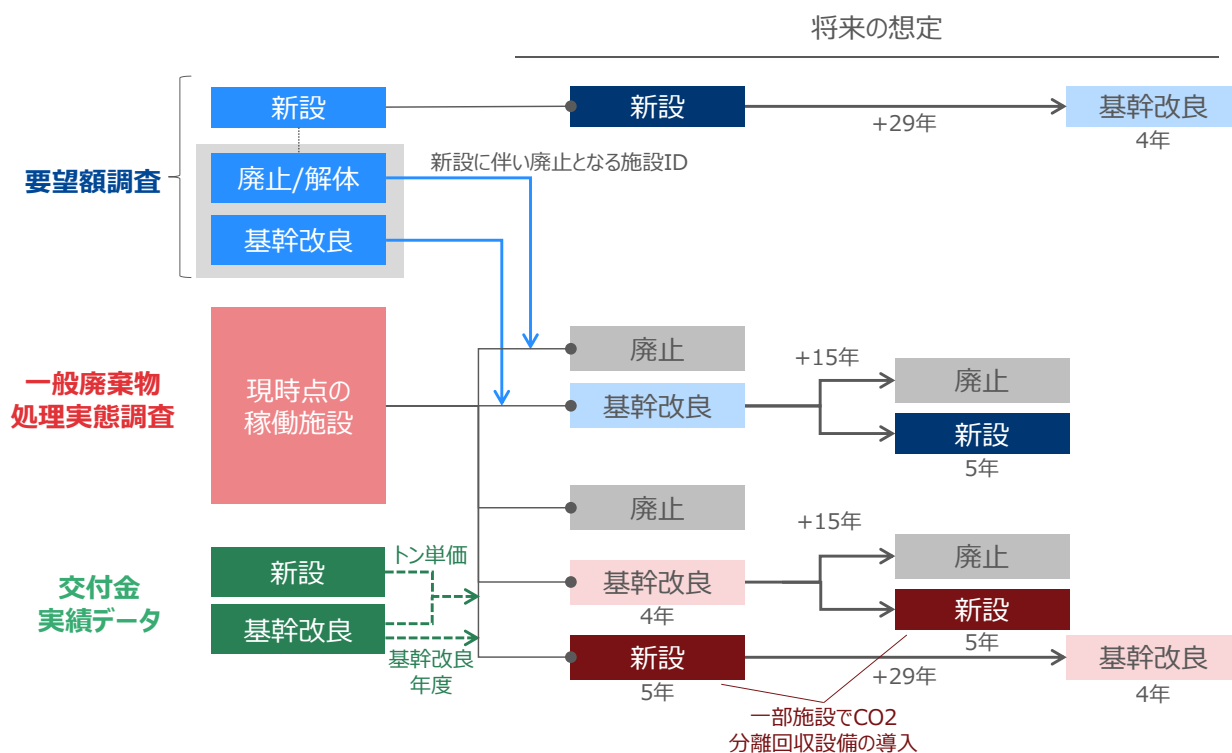 将来の想定
要望額調査
新設
廃止/解体
基幹改良
新設に伴い廃止となる施設ID
新設
+29年
基幹改良
4年
一般廃棄物
処理実態調査
現時点の
稼働施設
廃止
基幹改良
+15年
廃止
新設
5年
廃止
基幹改良
4年
+15年
廃止
新設
5年
交付金
実績データ
新設
基幹改良
トン単価
基幹改良
年度
新設
5年
+29年
基幹改良
4年
一部施設でCO2
分離回収設備の導入